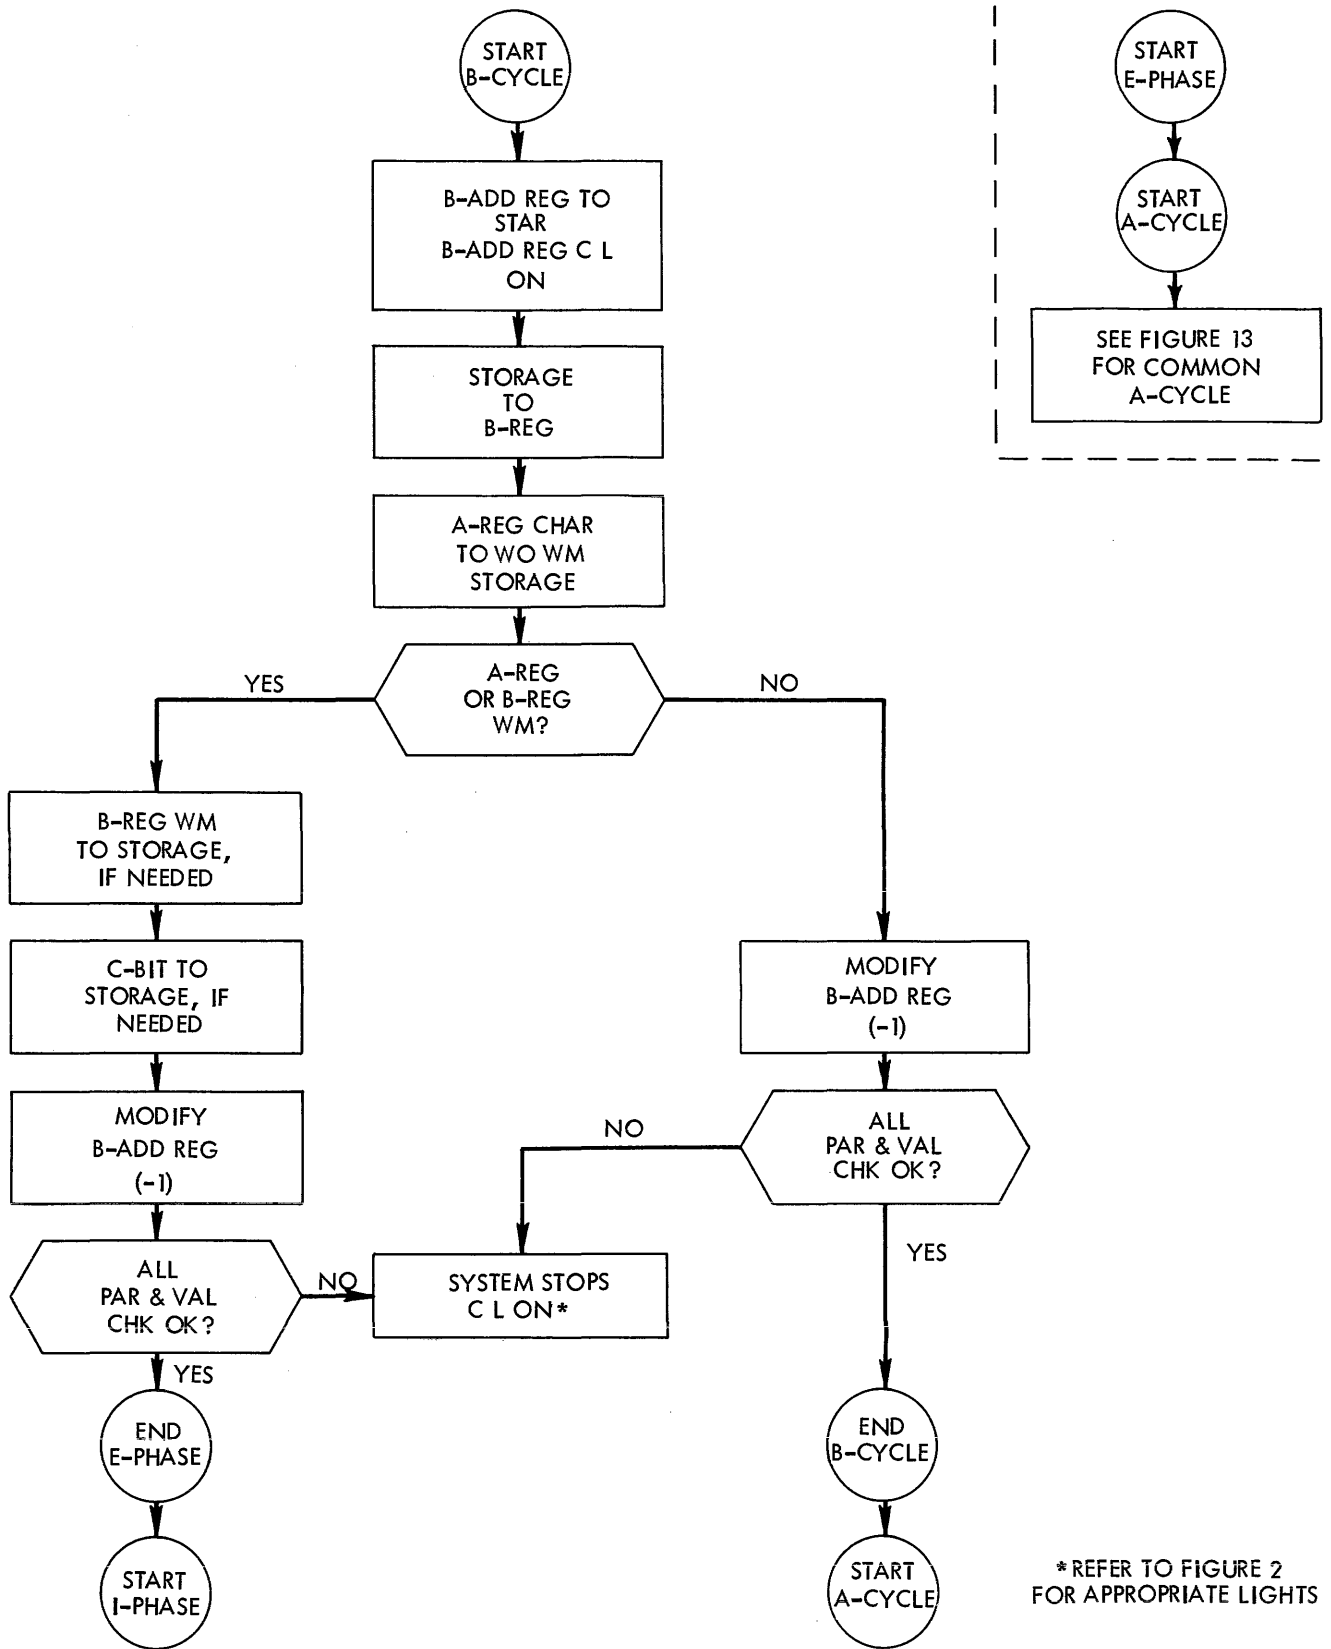 START
B-CYCLE
B-ADD REG TO
STAR
B-ADD REG C L
ON
STORAGE
TO
B-REG
A-REG CHAR
TO WO WM
STORAGE
A-REG
OR B-REG
WM?
YES
NO
B-REG WM
TO STORAGE,
IF NEEDED
C-BIT TO
STORAGE, IF
NEEDED
MODIFY
B-ADD REG
(-1)
ALL
PAR & VAL
CHK OK?
NO
YES
END
E-PHASE
START
I-PHASE
SYSTEM STOPS
C L ON*
MODIFY
B-ADD REG
(-1)
ALL
PAR & VAL
CHK OK?
NO
YES
END
B-CYCLE
START
A-CYCLE
START
E-PHASE
START
A-CYCLE
SEE FIGURE 13
FOR COMMON
A-CYCLE
*REFER TO FIGURE 2
FOR APPROPRIATE LIGHTS